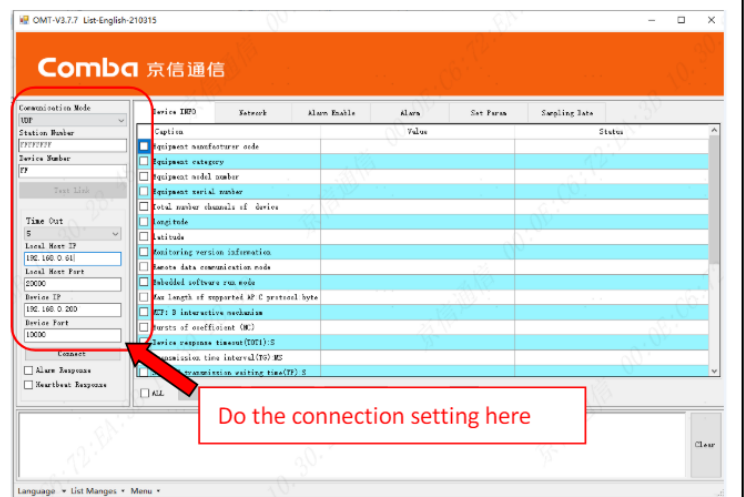 OMT-V3.7.7 List-English-210315
Comba 京信通信
Communication Mode
UDP
Station Number
FFFFFFFF
Device Number
FF
Test Link
Time Out
5
Local Host IP
192.168.0.61
Local Host Port
20000
Device IP
192.168.0.200
Device Port
10000
Connect
Alarm Response
Heartbeat Response
Device INFO Network Alarm Enable Alarm Set Param Sampling Data
Caption Value Status
Equipment manufacturer code
Equipment category
Equipment model number
Equipment serial number
Total number channels of device
Longitude
Latitude
Monitoring version information
Remote data communication mode
Embedded software run mode
Max length of supported AP:C protocol byte
MCP: B interactive mechanism
Bursts of coefficient (NC)
Device response timeout(TOT1):S
transmission time interval(TG):MS
transmission waiting time(TP):S
ALL
Do the connection setting here
Clear
Language List Manges Menu